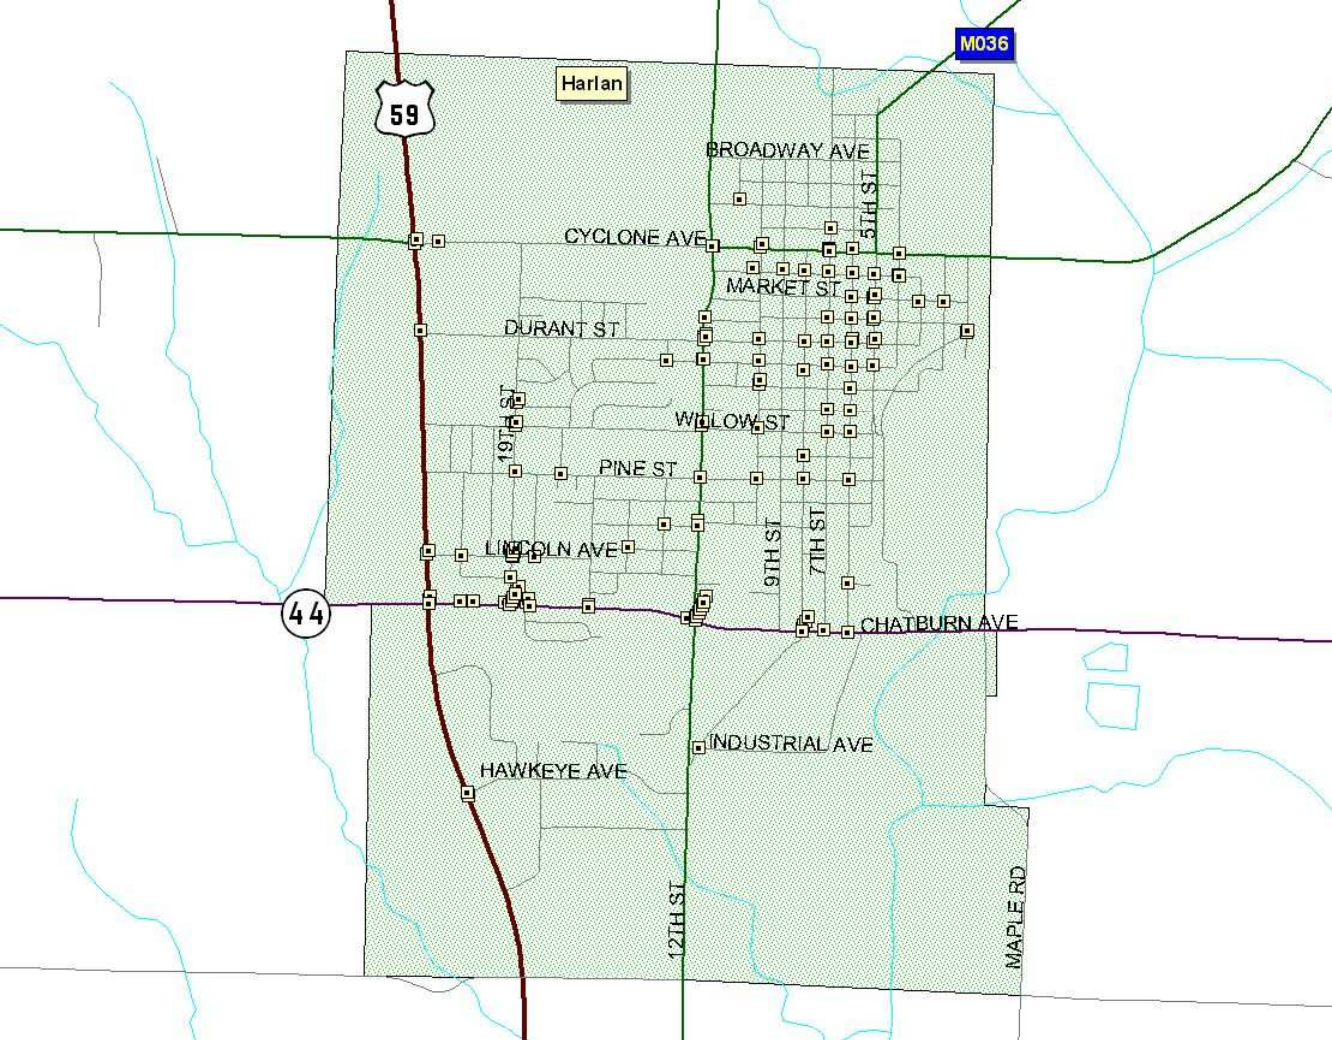 M036
Harlan
59
BROADWAY AVE
5TH ST
CYCLONE AVE
MARKET ST
DURANT ST
19TH ST
WILLOW ST
PINE ST
9TH ST
7TH ST
LINCOLN AVE
44
CHATBURN AVE
INDUSTRIAL AVE
HAWKEYE AVE
12TH ST
MAPLE RD